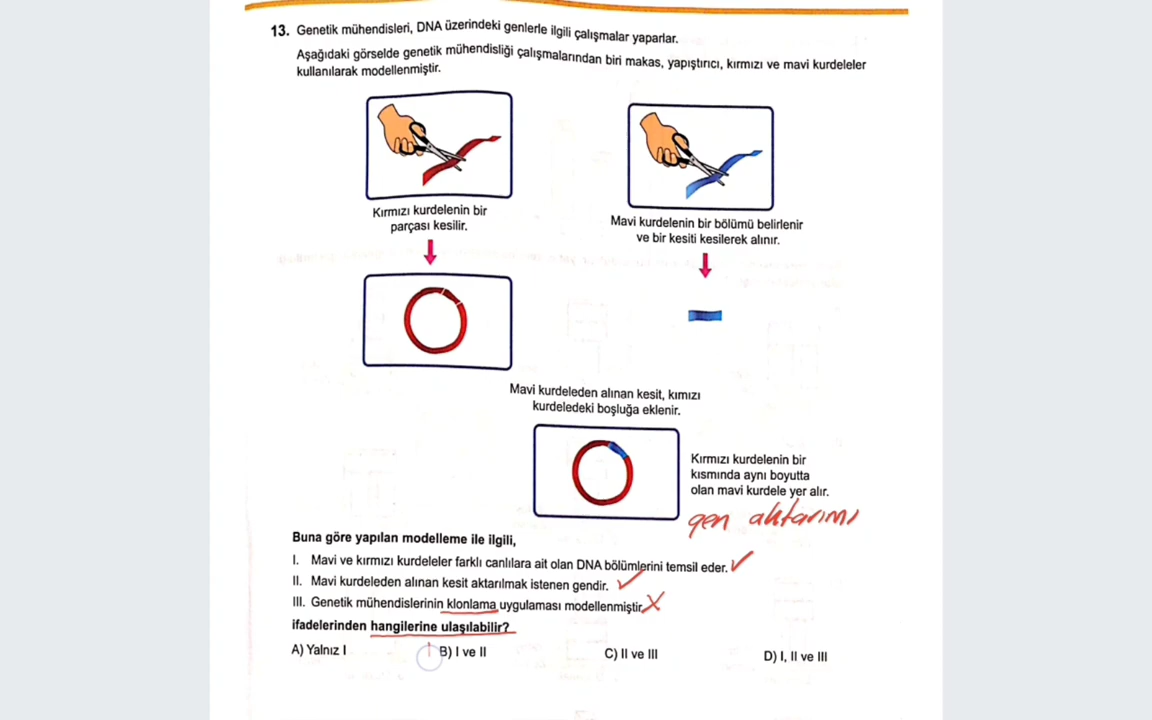 13. Genetik mühendisleri, DNA üzerindeki genlerle ilgili çalışmalar yaparlar.
Aşağıdaki görselde genetik mühendisliği çalışmalarından biri makas, yapıştırıcı, kırmızı ve mavi kurdeleler
kullanılarak modellenmiştir.
Kırmızı kurdelenin bir
parçası kesilir.
Mavi kurdelenin bir bölümü belirlenir
ve bir kesiti kesilerek alınır.
Mavi kurdeleden alınan kesit, kımızı
kurdeledeki boşluğa eklenir.
Kırmızı kurdelenin bir
kısmında aynı boyutta
olan mavi kurdele yer alır.
gen aktarımı
Buna göre yapılan modelleme ile ilgili,
I. Mavi ve kırmızı kurdeleler farklı canlılara ait olan DNA bölümlerini temsil eder.
II. Mavi kurdeleden alınan kesit aktarılmak istenen gendir.
III. Genetik mühendislerinin klonlama uygulaması modellenmiştir.
ifadelerinden hangilerine ulaşılabilir?
A) Yalnız I
B) I ve II
C) II ve III
D) I, II ve III